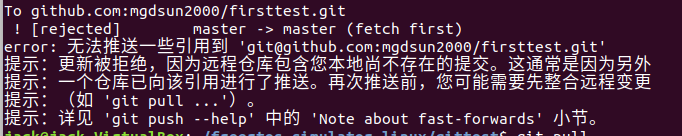 To github.com:mgdsun2000/firsttest.git
 ! [rejected]        master -> master (fetch first)
error: 无法推送一些引用到 'git@github.com:mgdsun2000/firsttest.git'
提示：更新被拒绝，因为远程仓库包含您本地尚不存在的提交。这通常是因为另外
提示：一个仓库已向该引用进行了推送。再次推送前，您可能需要先整合远程变更
提示：（如 'git pull ...'）。
提示：详见 'git push --help' 中的 'Note about fast-forwards' 小节。